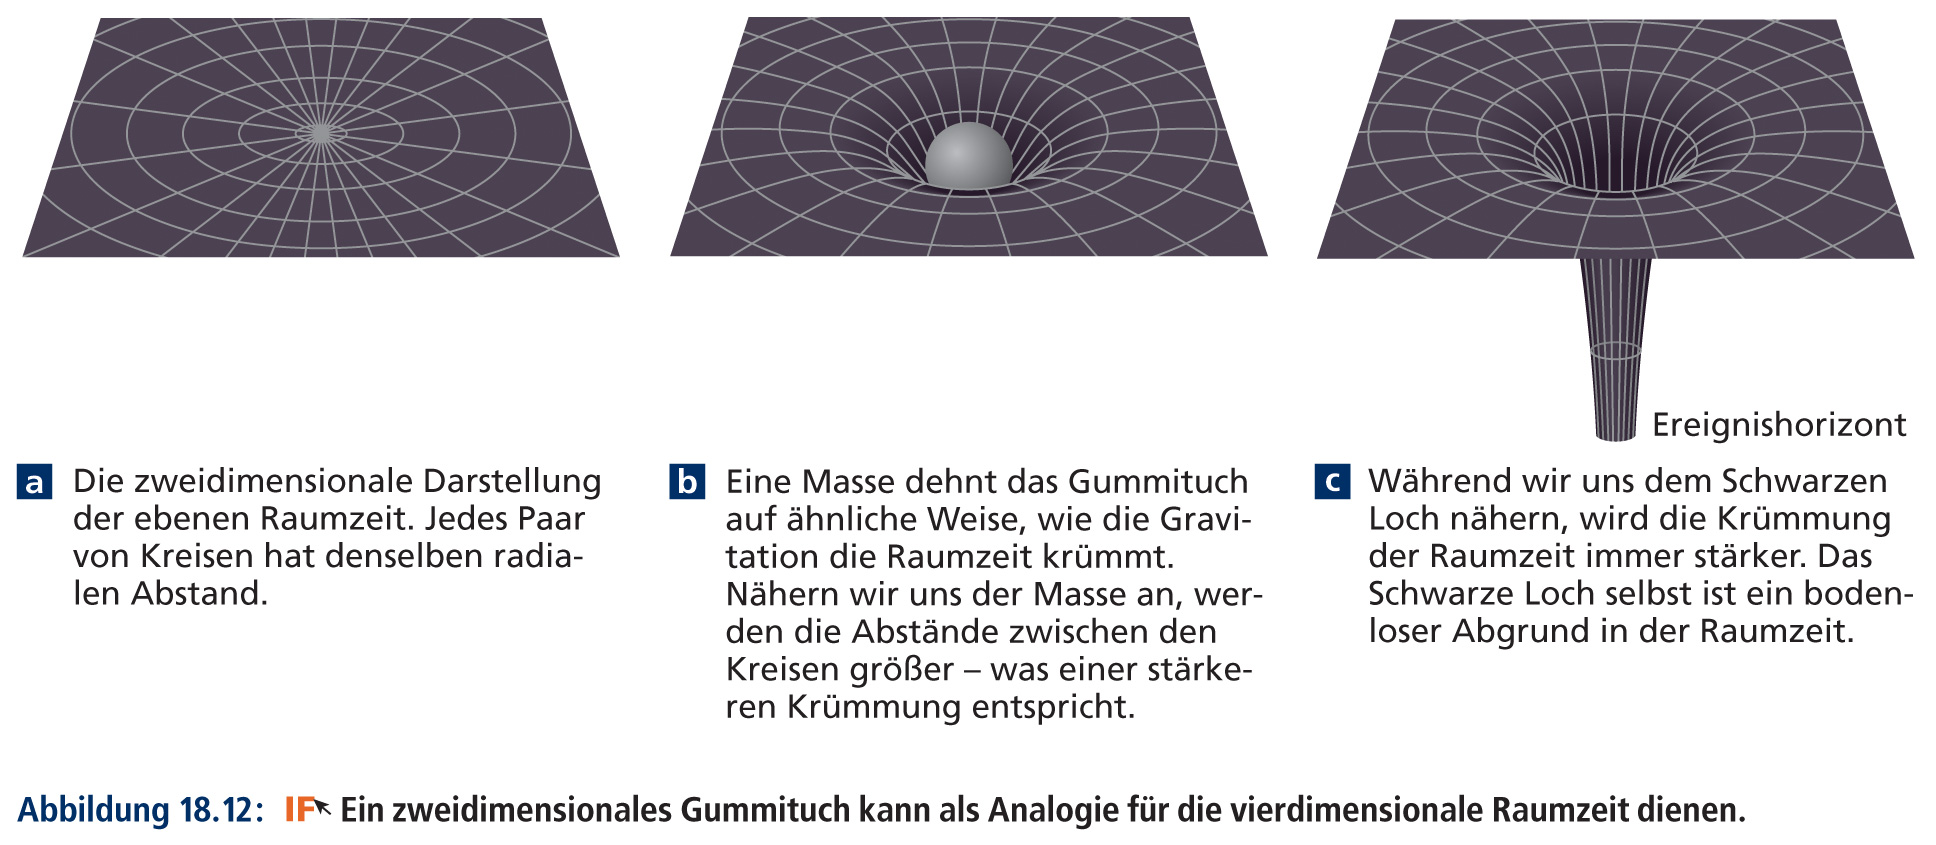 Ereignishorizont
a Die zweidimensionale Darstellung
der ebenen Raumzeit. Jedes Paar
von Kreisen hat denselben radia-
len Abstand.
b Eine Masse dehnt das Gummituch
auf ähnliche Weise, wie die Gravi-
tation die Raumzeit krümmt.
Nähern wir uns der Masse an, wer-
den die Abstände zwischen den
Kreisen größer – was einer stärke-
ren Krümmung entspricht.
c Während wir uns dem Schwarzen
Loch nähern, wird die Krümmung
der Raumzeit immer stärker. Das
Schwarze Loch selbst ist ein boden-
loser Abgrund in der Raumzeit.
Abbildung 18.12: IF Ein zweidimensionales Gummituch kann als Analogie für die vierdimensionale Raumzeit dienen.